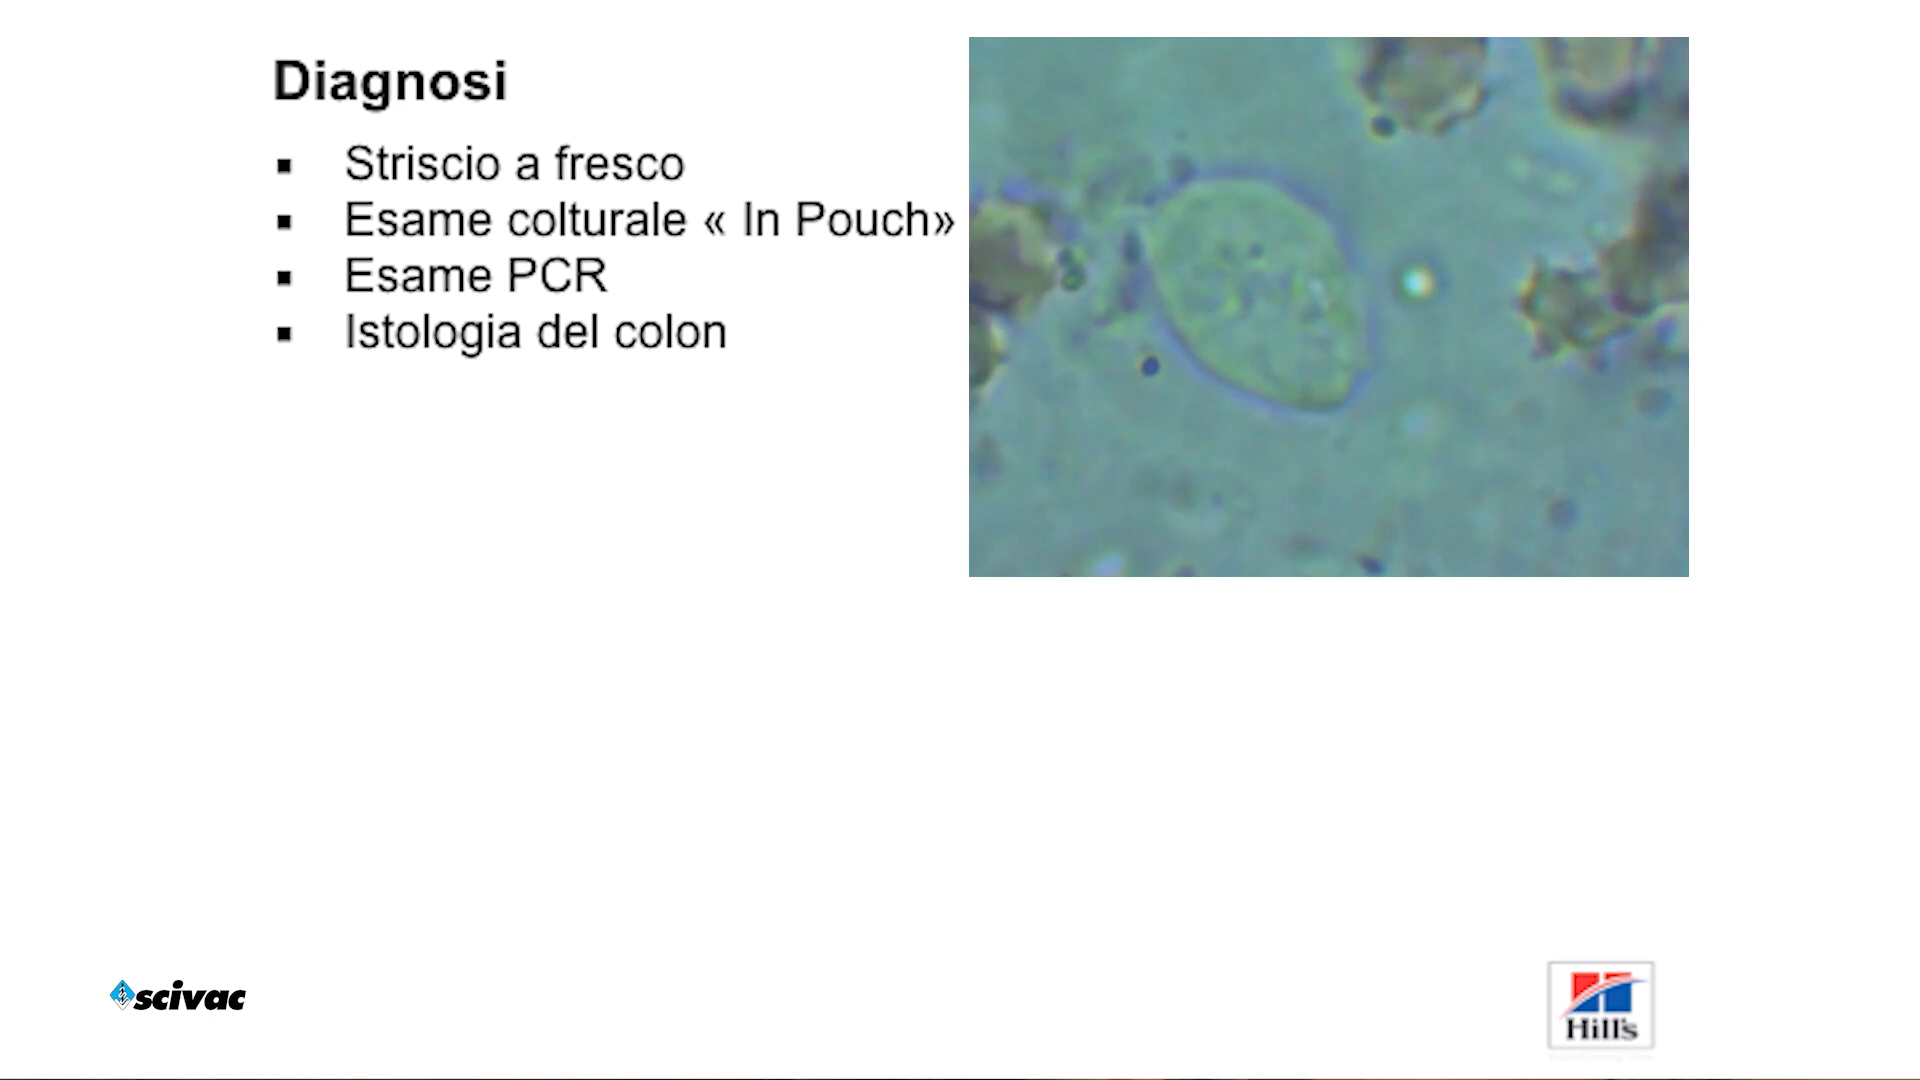 Diagnosi
▪ Striscio a fresco
▪ Esame colturale « In Pouch»
▪ Esame PCR
▪ Istologia del colon
scivac
Hill's